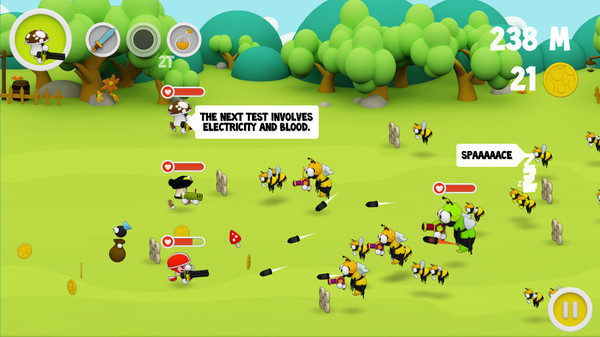 238 M
21
2T
THE NEXT TEST INVOLVES
ELECTRICITY AND BLOOD.
SPAAAAACE